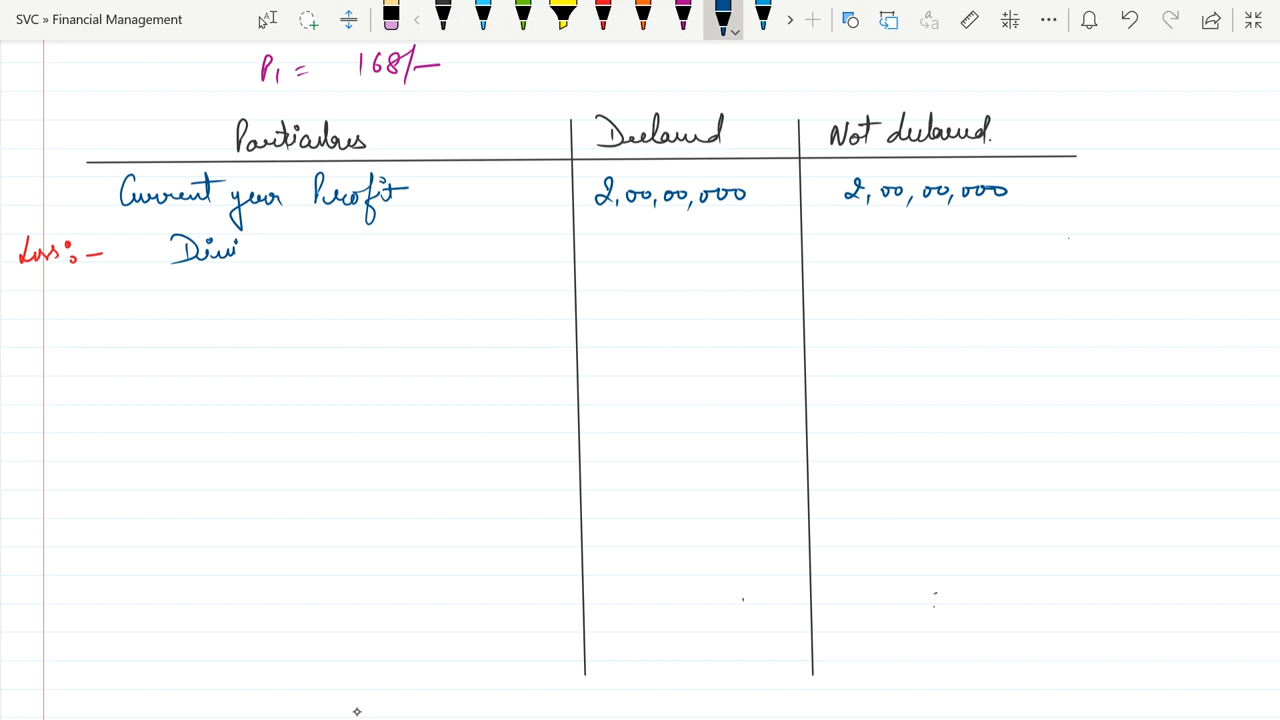 SVC » Financial Management
P₁ = 168/-
Particulars Declared Not declared.
Current year Profit 2,00,00,000 2,00,00,000
Less:- Divi